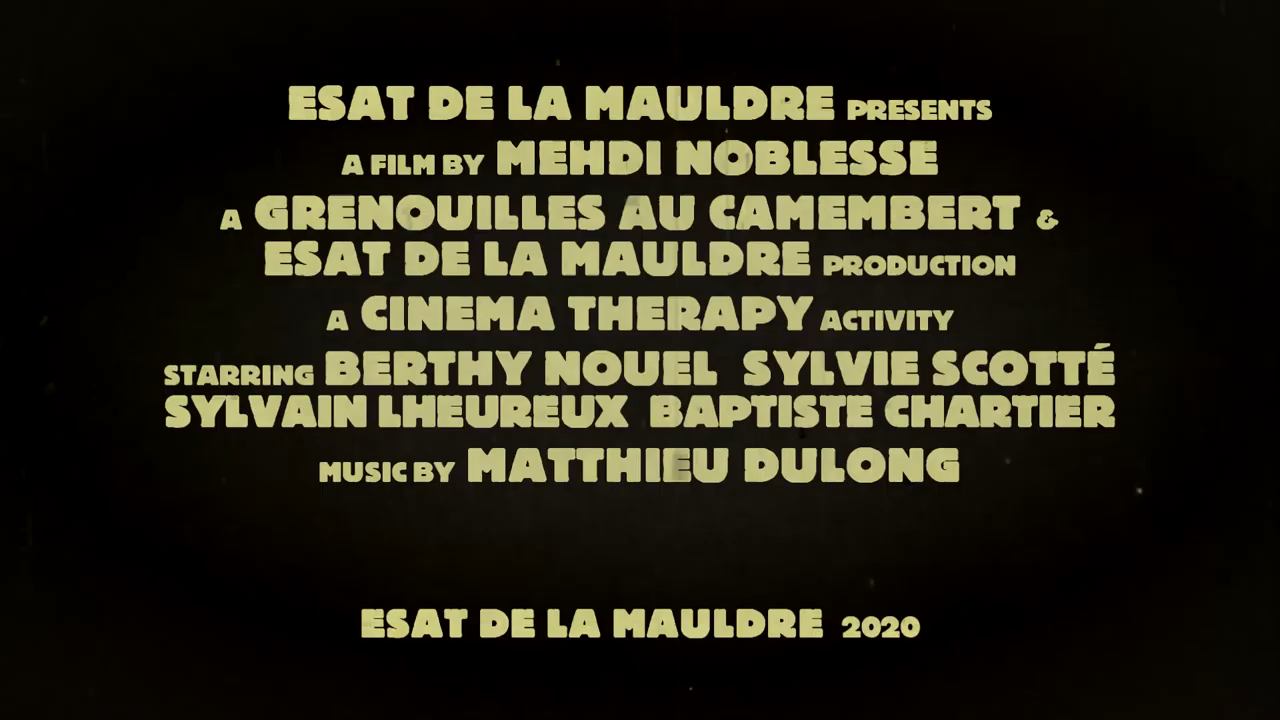 ESAT DE LA MAULDRE PRESENTS
A FILM BY MEHDI NOBLESSE
A GRENOUILLES AU CAMEMBERT &
ESAT DE LA MAULDRE PRODUCTION
A CINEMA THERAPY ACTIVITY
STARRING BERTHY NOUEL SYLVIE SCOTTÉ
SYLVAIN LHEUREUX BAPTISTE CHARTIER
MUSIC BY MATTHIEU DULONG
ESAT DE LA MAULDRE 2020